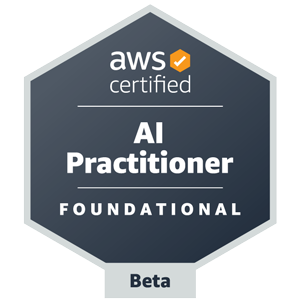 aws
certified
AI
Practitioner
FOUNDATIONAL
Beta